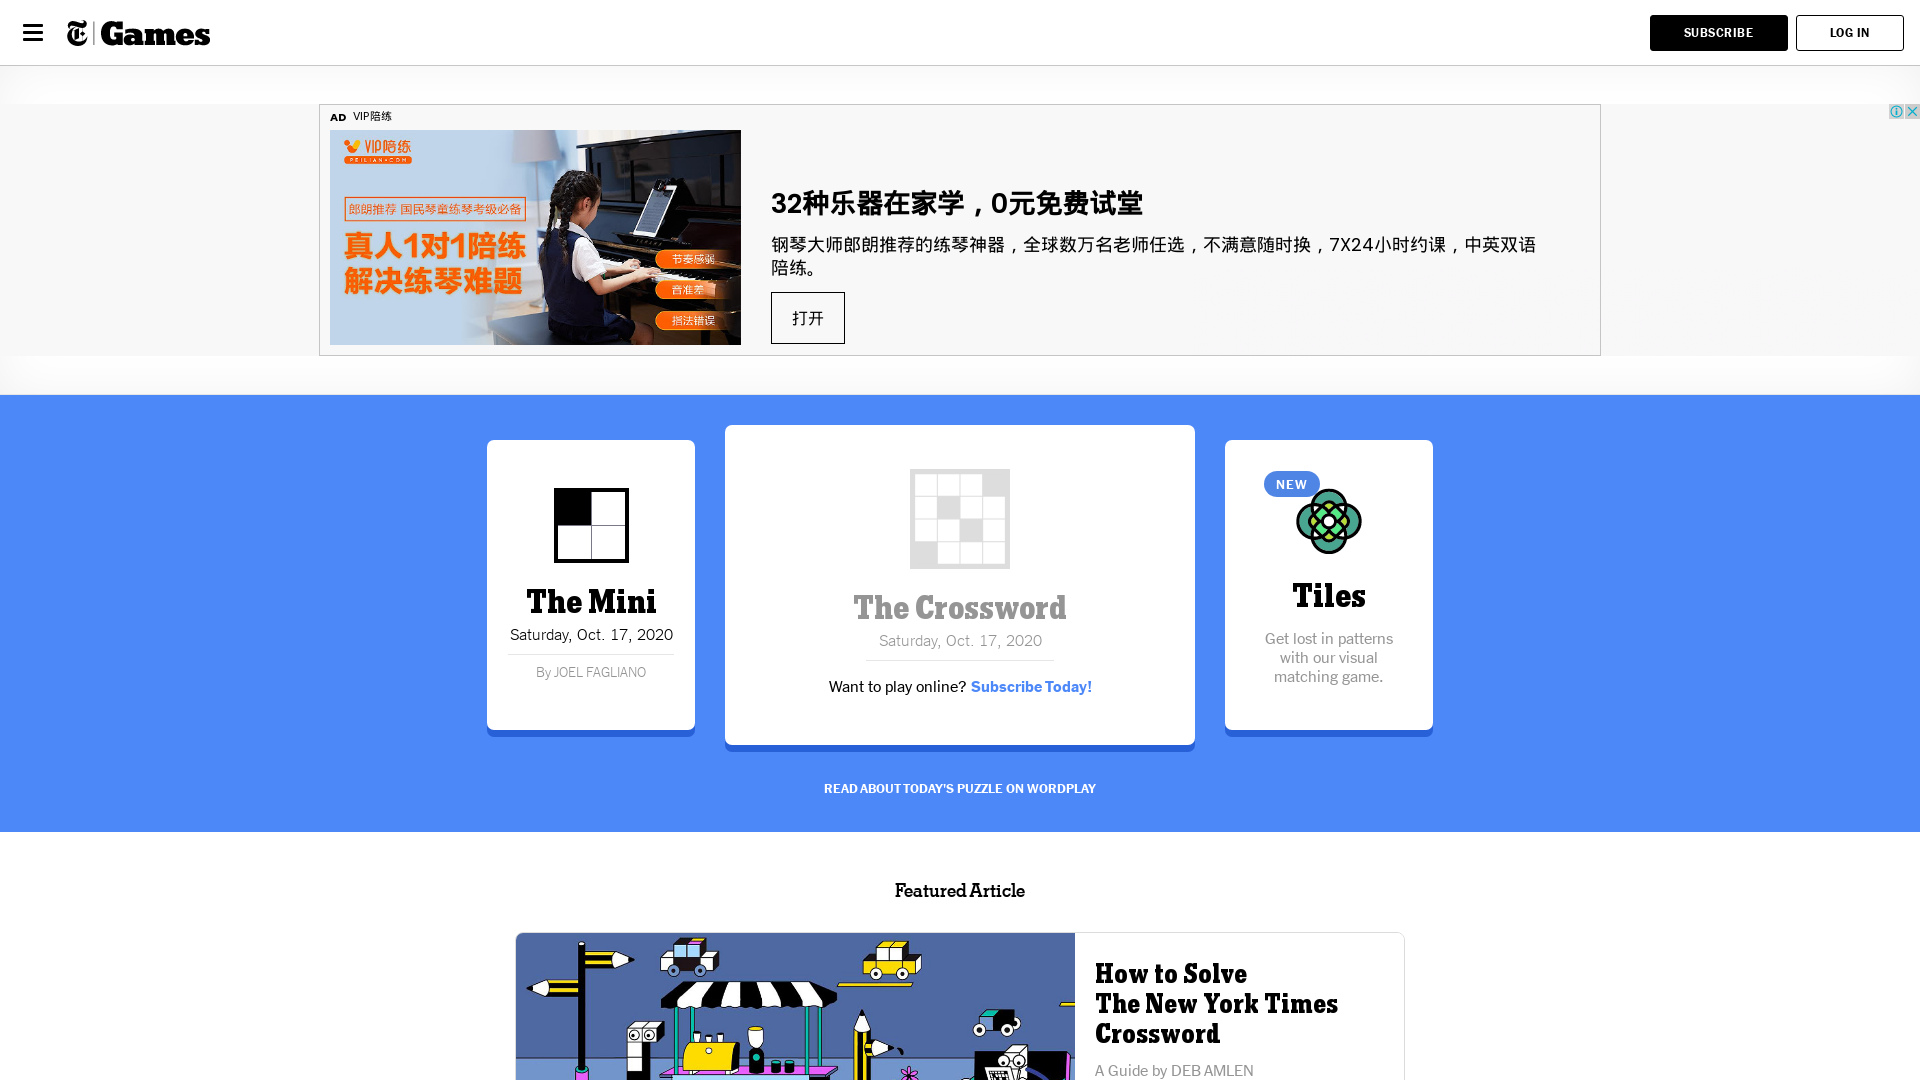 Games
SUBSCRIBE
LOG IN
AD VIP陪练
VIP陪练
PEILIAN·COM
郎朗推荐 国民琴童练琴考级必备
真人1对1陪练
解决练琴难题
节奏感弱
音准差
指法错误
32种乐器在家学，0元免费试堂
钢琴大师郎朗推荐的练琴神器，全球数万名老师任选，不满意随时换，7X24小时约课，中英双语
陪练。
打开
The Mini
Saturday, Oct. 17, 2020
By JOEL FAGLIANO
The Crossword
Saturday, Oct. 17, 2020
Want to play online? Subscribe Today!
NEW
Tiles
Get lost in patterns
with our visual
matching game.
READ ABOUT TODAY'S PUZZLE ON WORDPLAY
Featured Article
How to Solve
The New York Times
Crossword
A Guide by DEB AMLEN